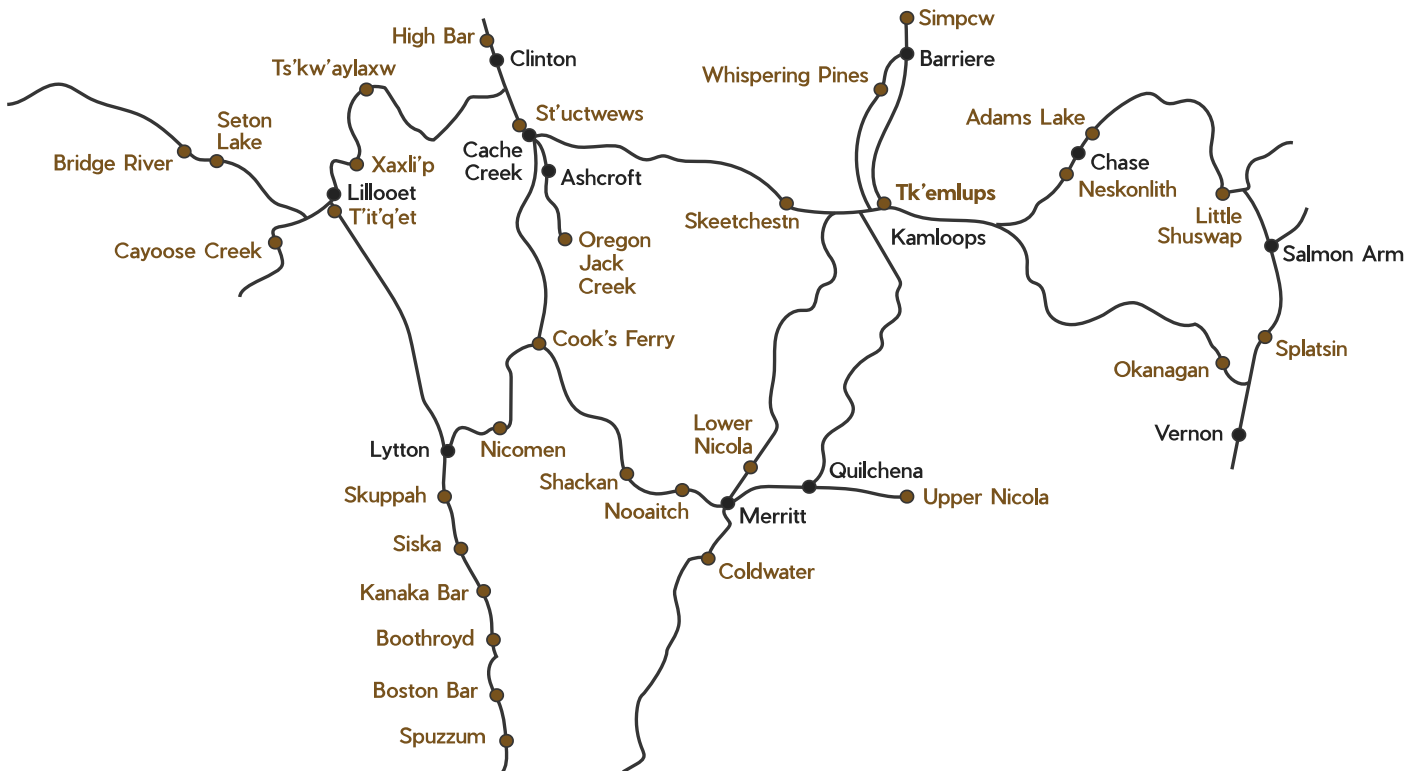 Simpcw
High Bar
Clinton
Barriere
Ts'kw'aylaxw
Whispering Pines
St'uctwews
Adams Lake
Seton
Lake
Bridge River
Xaxli'p
Cache
Creek
Ashcroft
Chase
Neskonlith
Lillooet
T'it'q'et
Skeetchestn
Tk'emlups
Kamloops
Little
Shuswap
Cayoose Creek
Oregon
Jack
Creek
Salmon Arm
Cook's Ferry
Splatsin
Okanagan
Lower
Nicola
Vernon
Lytton
Nicomen
Quilchena
Shackan
Skuppah
Nooaitch
Merritt
Upper Nicola
Siska
Coldwater
Kanaka Bar
Boothroyd
Boston Bar
Spuzzum